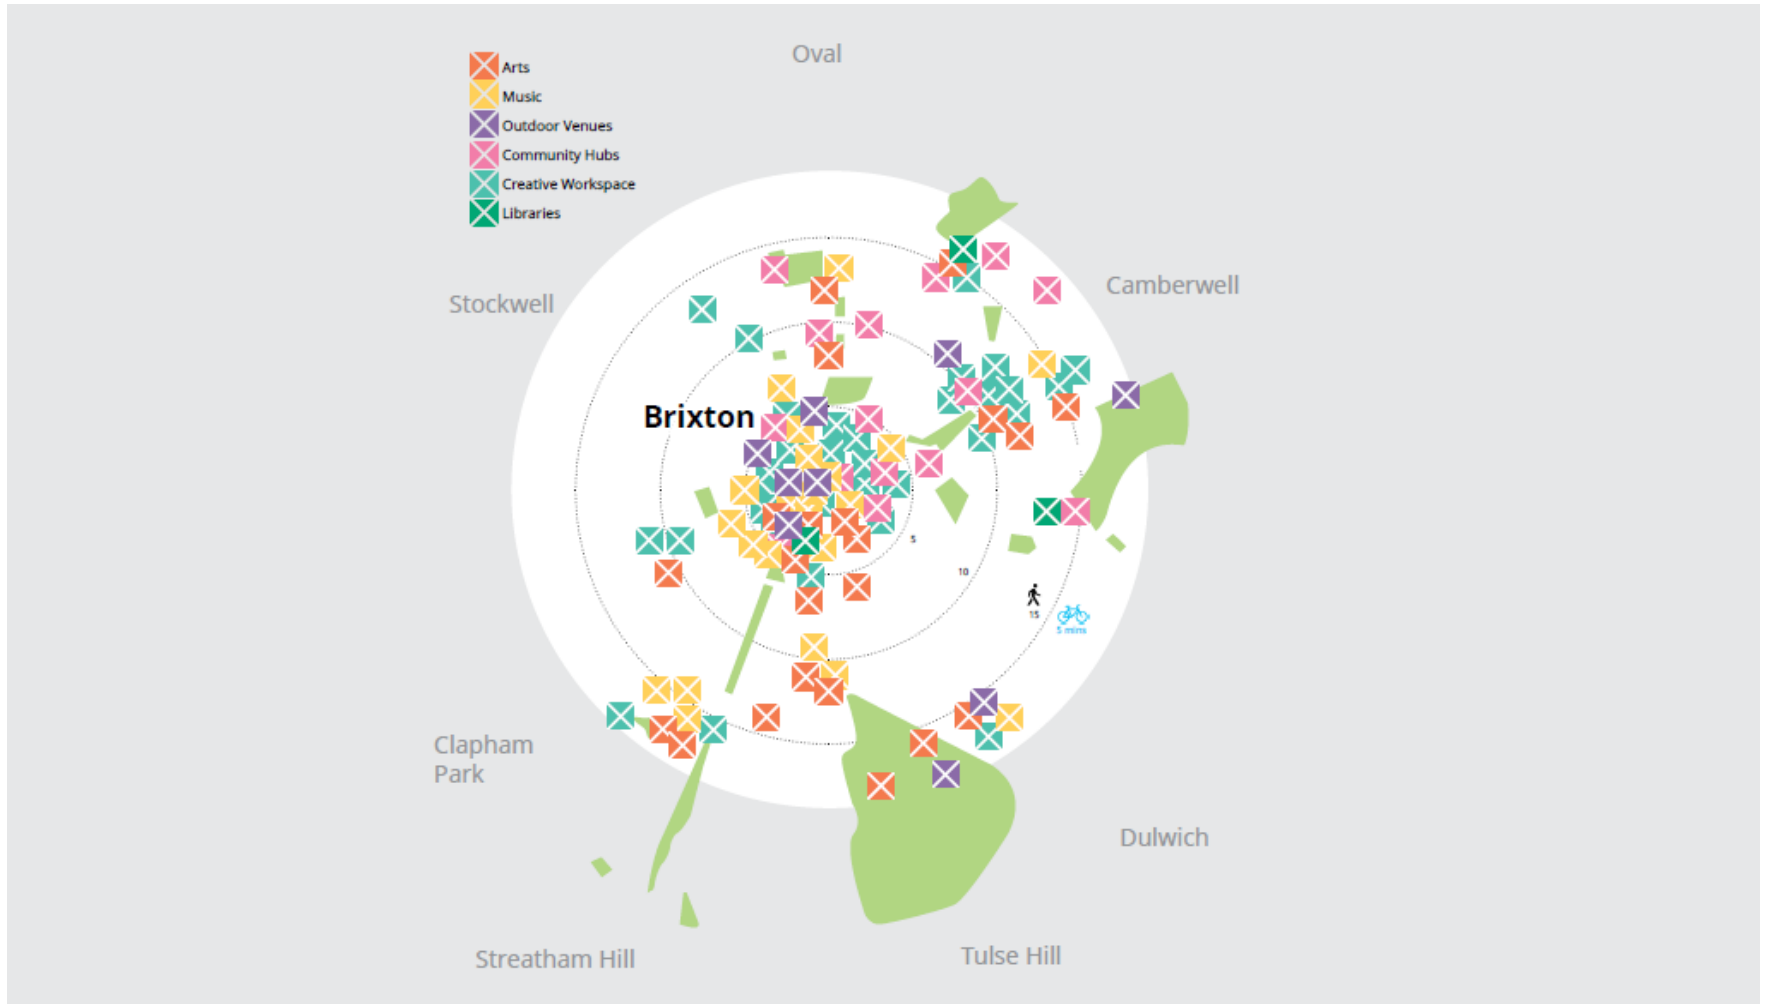 Oval
Arts
Music
Outdoor Venues
Community Hubs
Creative Workspace
Libraries
Camberwell
Stockwell
Brixton
5
10
15
5 mins
Clapham
Park
Dulwich
Streatham Hill
Tulse Hill